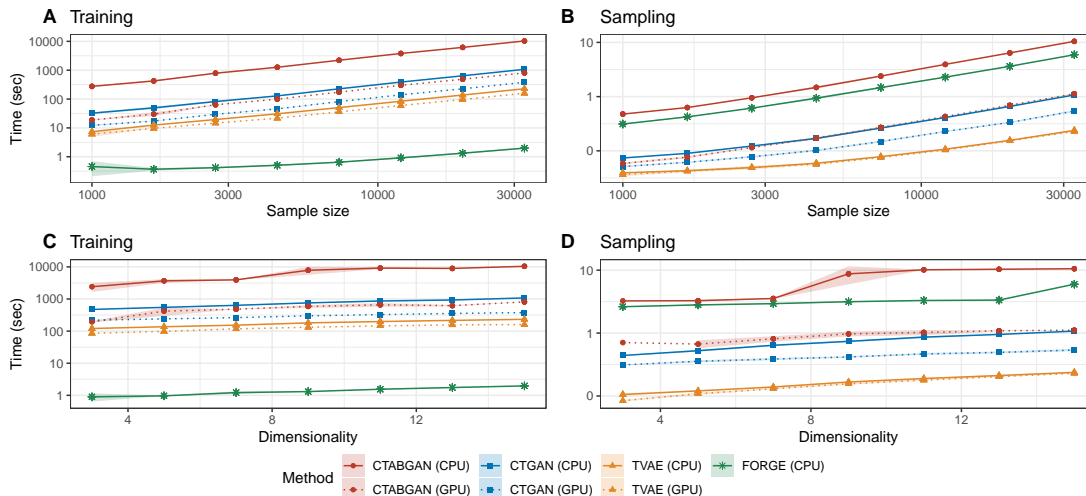 A Training
B Sampling
Time (sec)
10000
1000
100
10
1
1000
3000
10000
30000
Sample size
10
1
0
1000
3000
10000
30000
Sample size
C Training
D Sampling
Time (sec)
10000
1000
100
10
1
4
8
12
Dimensionality
10
1
0
4
8
12
Dimensionality
Method
CTABGAN (CPU)
CTGAN (CPU)
TVAE (CPU)
FORGE (CPU)
CTABGAN (GPU)
CTGAN (GPU)
TVAE (GPU)